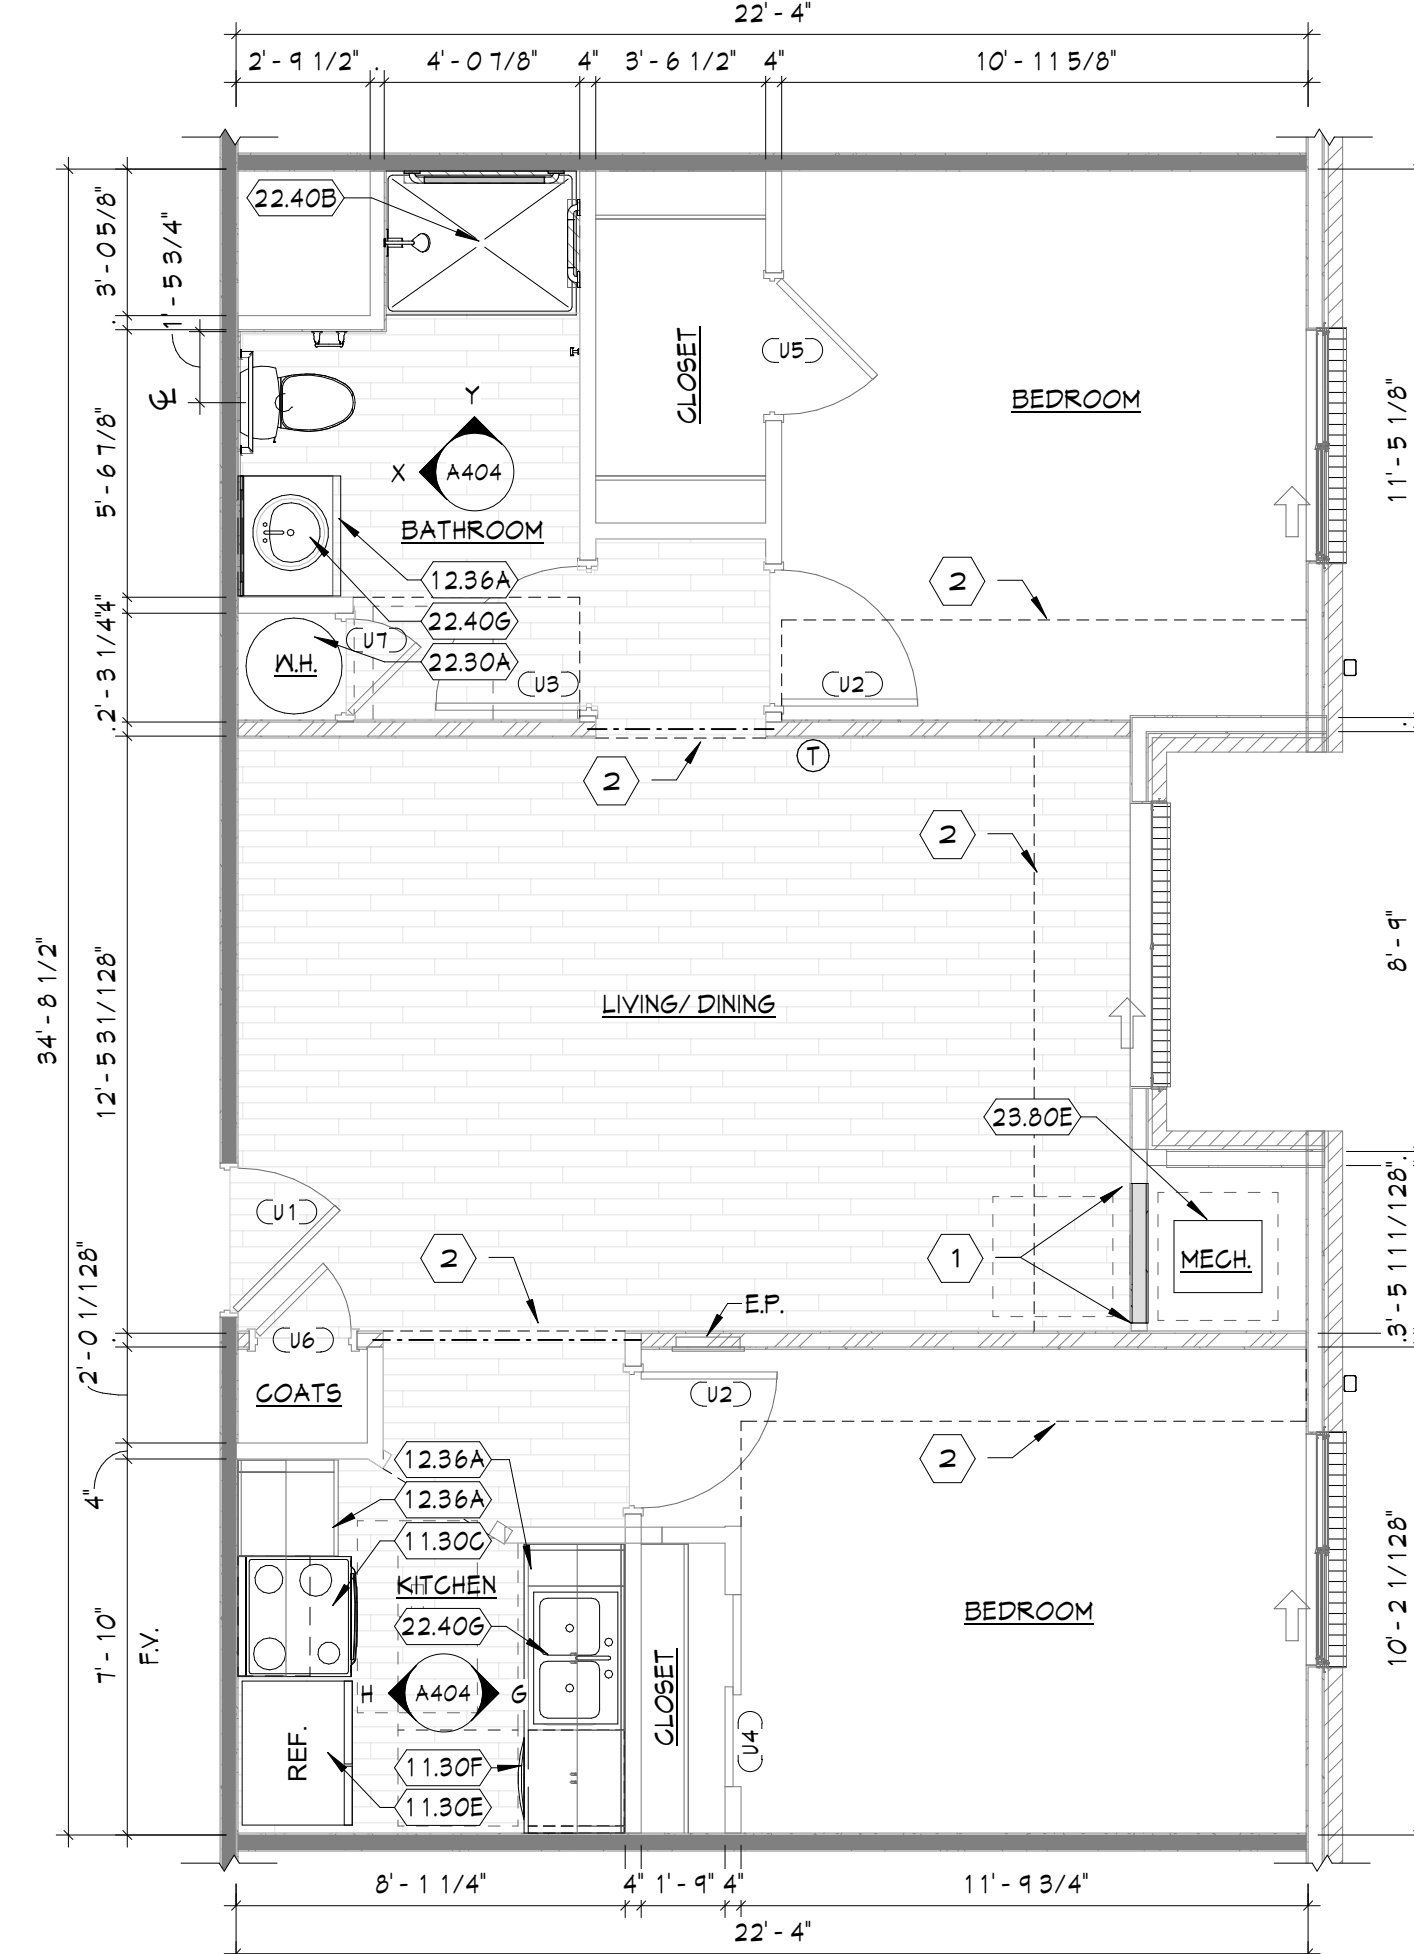 22'- 4"
2'- 9 1/2" . 4'- 0 7/8" 4" 3'- 6 1/2" 4" 10'- 11 5/8"
22.40B
3'- 0 5/8"
1'- 5 3/4"
CLOSET
U5
BEDROOM
Y
X A404
BATHROOM
5'- 6 7/8"
11'- 5 1/8"
12.36A
2
22.40G
4"
U7
22.30A
W.H.
U3
U2
2'- 3 1/4"
T
2
2
34'- 8 1/2"
12'- 5 31/128"
8'- 9"
LIVING/ DINING
23.80E
U1
2
1
MECH.
3'- 5 111/128"
E.P.
U6
2'- 0 1/128"
COATS
U2
12.36A
2
4"
12.36A
11.30C
KITCHEN
BEDROOM
10'- 2 1/128"
22.40G
7'- 10"
F.V.
CLOSET
H A404 G
U4
REF.
11.30F
11.30E
8'- 1 1/4" 4" 1'- 9" 4" 11'- 9 3/4"
22'- 4"